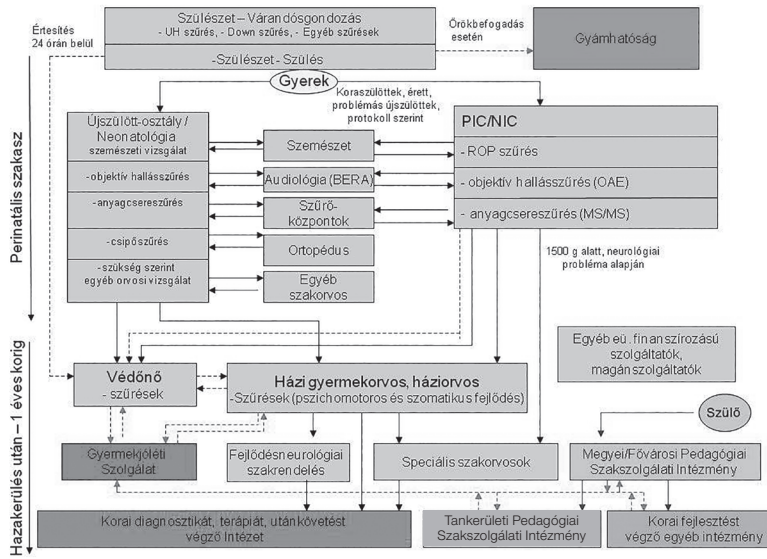 Értesítés
24 órán belül
Szülészet – Várandósgondozás
- UH szűrés, - Down szűrés, - Egyéb szűrések
-Szülészet - Szülés
Örökbefogadás
esetén
Gyámhatóság
Gyerek
Koraszülöttek, érett,
problémás újszülöttek,
protokoll szerint
Perinatális szakasz
Újszülött-osztály /
Neonatológia
szemészeti vizsgálat
-objektív hallásszűrés
-anyagcsereszűrés
-csipőszűrés
-szükség szerint
egyéb orvosi vizsgálat
Szemészet
Audiológia (BERA)
Szűrő-
központok
Ortopédus
Egyéb
szakorvos
PIC/NIC
- ROP szűrés
- objektív hallásszűrés (OAE)
- anyagcsereszűrés (MS/MS)
1500 g alatt, neurológiai
probléma alapján
Egyéb eü. finanszírozású
szolgáltatók,
magánszolgáltatók
Hazakerülés után – 1 éves korig
Védőnő
- szűrések
Házi gyermekorvos, háziorvos,
-Szűrések (pszichomotoros és szomatikus fejlődés)
Szülő
Gyermekjóléti
Szolgálat
Fejlődésneurológiai
szakrendelés
Speciális szakorvosok
Megyei/Fővárosi Pedagógiai
Szakszolgálati Intézmény
Korai diagnosztikát, terápiát, utánkövetést
végző Intézet
Tankerületi Pedagógiai
Szakszolgálati Intézmény
Korai fejlesztést
végző egyéb intézmény